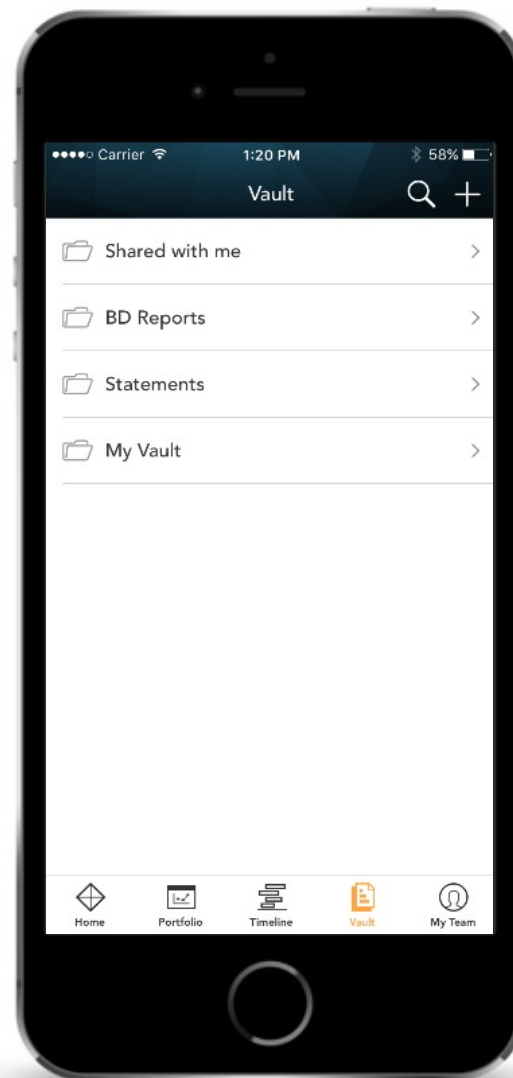 Carrier 1:20 PM 58%
Vault
Shared with me
BD Reports
Statements
My Vault
Home Portfolio Timeline Vault My Team